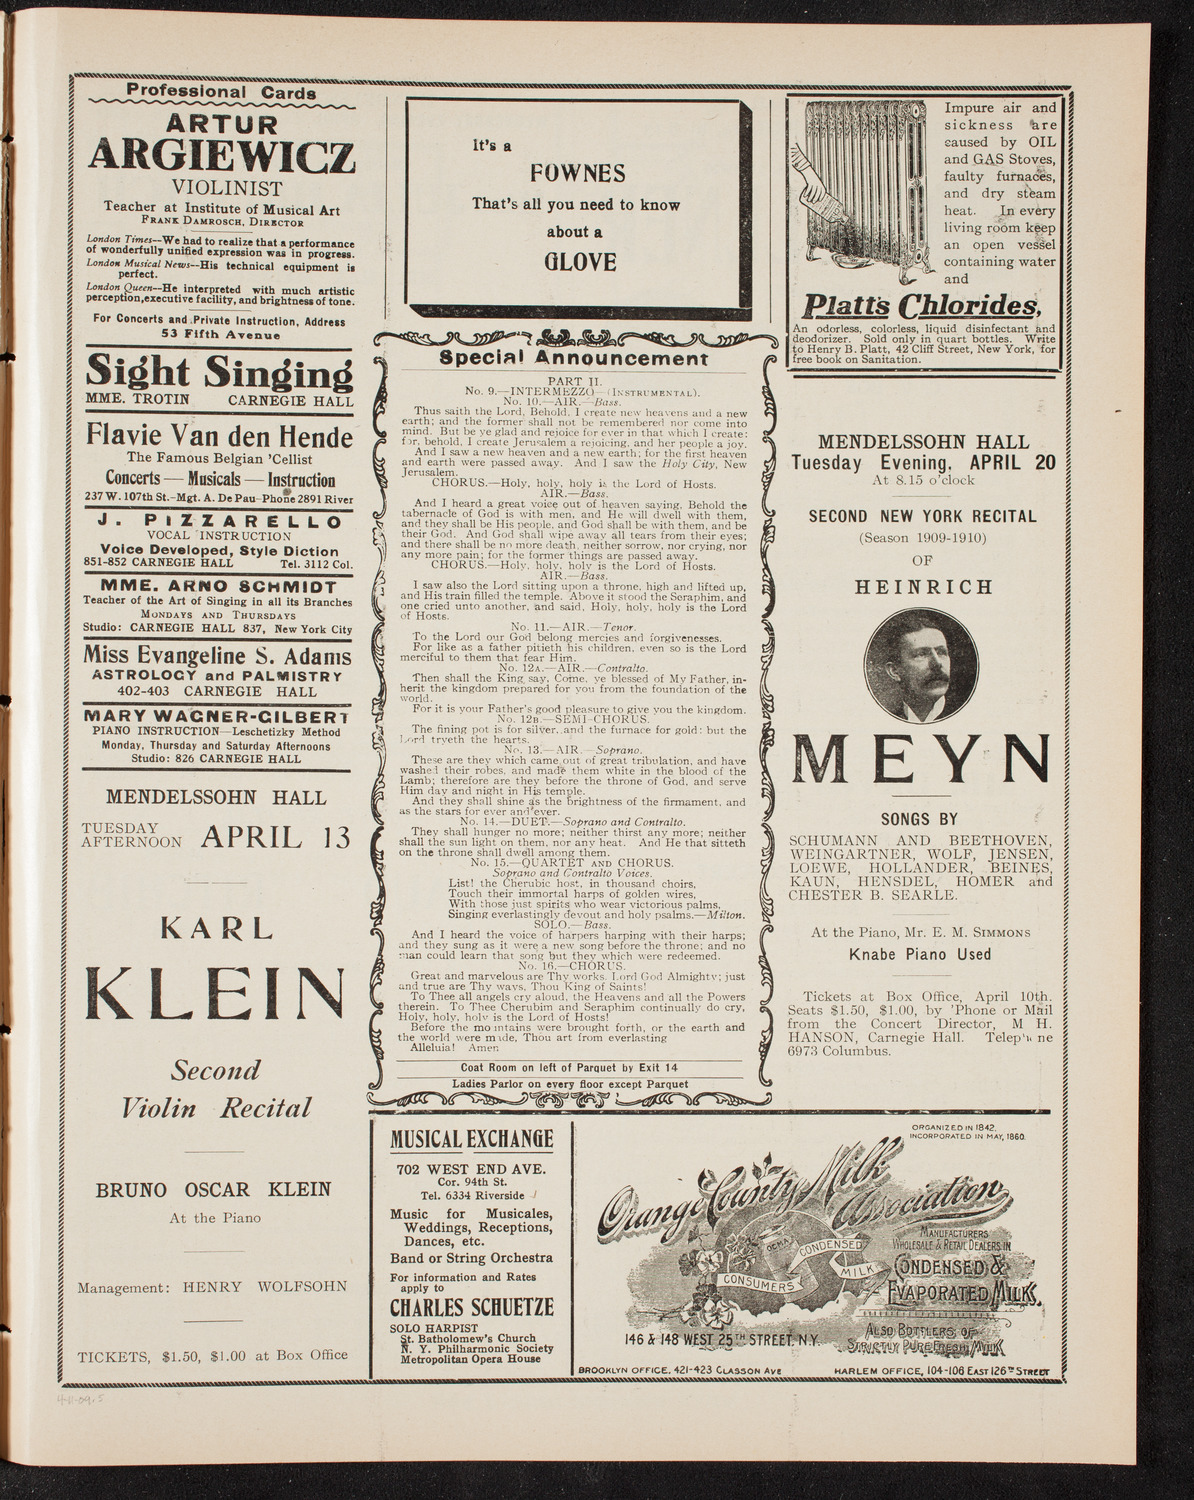 Professional Cards
ARTUR
ARGIEWICZ
VIOLINIST
Teacher at Institute of Musical Art
FRANK DAMROSCH, DIRECTOR
London Times--We had to realize that a performance
of wonderfully unified expression was in progress.
London Musical News--His technical equipment is
perfect.
London Queen--He interpreted with much artistic
perception,executive facility, and brightness of tone.
For Concerts and Private Instruction, Address
53 Fifth Avenue
Sight Singing
MME. TROTIN CARNEGIE HALL
Flavie Van den Hende
The Famous Belgian 'Cellist
Concerts — Musicals — Instruction
237 W. 107th St.-Mgt. A. De Pau-Phone 2891 River
J. PIZZARELLO
VOCAL INSTRUCTION
Voice Developed, Style Diction
851-852 CARNEGIE HALL Tel. 3112 Col.
MME. ARNO SCHMIDT
Teacher of the Art of Singing in all its Branches
MONDAYS AND THURSDAYS
Studio: CARNEGIE HALL 837, New York City
Miss Evangeline S. Adams
ASTROLOGY and PALMISTRY
402-403 CARNEGIE HALL
MARY WAGNER-GILBERT
PIANO INSTRUCTION—Leschetizky Method
Monday, Thursday and Saturday Afternoons
Studio: 826 CARNEGIE HALL
MENDELSSOHN HALL
TUESDAY
AFTERNOON APRIL 13
KARL
KLEIN
Second
Violin Recital
BRUNO OSCAR KLEIN
At the Piano
Management: HENRY WOLFSOHN
TICKETS, $1.50, $1.00 at Box Office
4-11-09.5
It's a
FOWNES
That's all you need to know
about a
GLOVE
Special Announcement
PART II.
No. 9.—INTERMEZZO—(INSTRUMENTAL).
No. 10.—AIR.—Bass.
Thus saith the Lord, Behold, I create new heavens and a new
earth; and the former shall not be remembered nor come into
mind. But be ye glad and rejoice for ever in that which I create:
for, behold, I create Jerusalem a rejoicing, and her people a joy.
And I saw a new heaven and a new earth; for the first heaven
and earth were passed away. And I saw the Holy City, New
Jerusalem.
CHORUS.—Holy, holy, holy is the Lord of Hosts.
AIR.—Bass.
And I heard a great voice out of heaven saying, Behold the
tabernacle of God is with men, and He will dwell with them,
and they shall be His people, and God shall be with them, and be
their God. And God shall wipe away all tears from their eyes;
and there shall be no more death, neither sorrow, nor crying, nor
any more pain; for the former things are passed away.
CHORUS.—Holy, holy, holy is the Lord of Hosts.
AIR.—Bass.
I saw also the Lord sitting upon a throne, high and lifted up,
and His train filled the temple. Above it stood the Seraphim, and
one cried unto another, and said, Holy, holy, holy is the Lord
of Hosts.
No. 11.—AIR.—Tenor.
To the Lord our God belong mercies and forgivenesses.
For like as a father pitieth his children, even so is the Lord
merciful to them that fear Him.
No. 12A.—AIR.—Contralto.
Then shall the King say, Come, ye blessed of My Father, in-
herit the kingdom prepared for you from the foundation of the
world.
For it is your Father's good pleasure to give you the kingdom.
No. 12B.—SEMI-CHORUS.
The fining pot is for silver, and the furnace for gold: but the
Lord tryeth the hearts.
No. 13.—AIR.—Soprano.
These are they which came out of great tribulation, and have
washed their robes, and made them white in the blood of the
Lamb; therefore are they before the throne of God, and serve
Him day and night in His temple.
And they shall shine as the brightness of the firmament, and
as the stars for ever and ever.
No. 14.—DUET.—Soprano and Contralto.
They shall hunger no more; neither thirst any more; neither
shall the sun light on them, nor any heat. And He that sitteth
on the throne shall dwell among them.
No. 15.—QUARTET AND CHORUS.
Soprano and Contralto Voices.
List! the Cherubic host, in thousand choirs,
Touch their immortal harps of golden wires,
With those just spirits who wear victorious palms,
Singing everlastingly devout and holy psalms.—Milton.
SOLO.—Bass.
And I heard the voice of harpers harping with their harps;
and they sung as it were a new song before the throne; and no
man could learn that song but they which were redeemed.
No. 16.—CHORUS.
Great and marvelous are Thy works, Lord God Almighty; just
and true are Thy ways, Thou King of Saints!
To Thee all angels cry aloud, the Heavens and all the Powers
therein. To Thee Cherubim and Seraphim continually do cry,
Holy, holy, holy is the Lord of Hosts!
Before the mountains were brought forth, or the earth and
the world were made, Thou art from everlasting
Alleluia! Amen
Coat Room on left of Parquet by Exit 14
Ladies Parlor on every floor except Parquet
Impure air and
sickness are
caused by OIL
and GAS Stoves,
faulty furnaces,
and dry steam
heat. In every
living room keep
an open vessel
containing water
and
Platt's Chlorides,
An odorless, colorless, liquid disinfectant and
deodorizer. Sold only in quart bottles. Write
to Henry B. Platt, 42 Cliff Street, New York, for
free book on Sanitation.
MENDELSSOHN HALL
Tuesday Evening, APRIL 20
At 8.15 o'clock
SECOND NEW YORK RECITAL
(Season 1909-1910)
OF
HEINRICH
MEYN
SONGS BY
SCHUMANN AND BEETHOVEN,
WEINGARTNER, WOLF, JENSEN,
LOEWE, HOLLANDER, BEINES,
KAUN, HENSDEL, HOMER and
CHESTER B. SEARLE.
At the Piano, Mr. E. M. SIMMONS
Knabe Piano Used
Tickets at Box Office, April 10th.
Seats $1.50, $1.00, by 'Phone or Mail
from the Concert Director, M H.
HANSON, Carnegie Hall. Teleph ne
6973 Columbus.
MUSICAL EXCHANGE
702 WEST END AVE.
Cor. 94th St.
Tel. 6334 Riverside
Music for Musicales,
Weddings, Receptions,
Dances, etc.
Band or String Orchestra
For information and Rates
apply to
CHARLES SCHUETZE
SOLO HARPIST
St. Batholomew's Church
N. Y. Philharmonic Society
Metropolitan Opera House
ORGANIZED IN 1842.
INCORPORATED IN MAY, 1860.
Orange County Milk
Association
MANUFACTURERS
WHOLESALE & RETAIL DEALERS IN
CONDENSED &
EVAPORATED MILKS.
OCMA
CONSUMERS CONDENSED MILK
ALSO BOTTLERS OF
STRICTLY PURE FRESH MILK
146 & 148 WEST 25TH STREET, N.Y.
BROOKLYN OFFICE, 421-423 CLASSON AVE HARLEM OFFICE, 104-106 EAST 126TH STREET